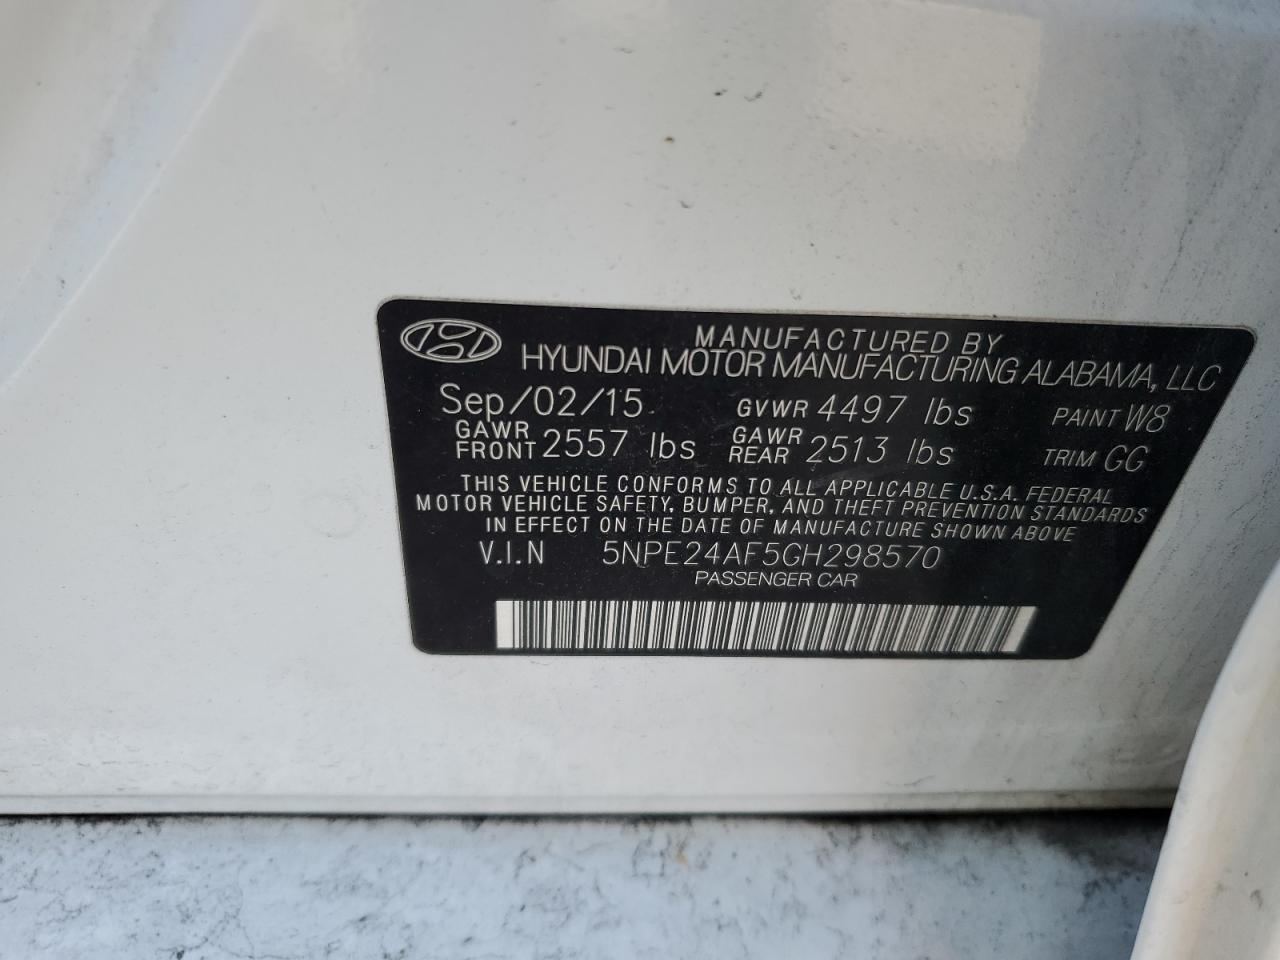 MANUFACTURED BY
HYUNDAI MOTOR MANUFACTURING ALABAMA, LLC
Sep/02/15 GVWR 4497 lbs PAINT W8
GAWR FRONT 2557 lbs GAWR REAR 2513 lbs TRIM GG
THIS VEHICLE CONFORMS TO ALL APPLICABLE U.S.A. FEDERAL
MOTOR VEHICLE SAFETY, BUMPER, AND THEFT PREVENTION STANDARDS
IN EFFECT ON THE DATE OF MANUFACTURE SHOWN ABOVE
V.I.N 5NPE24AF5GH298570
PASSENGER CAR